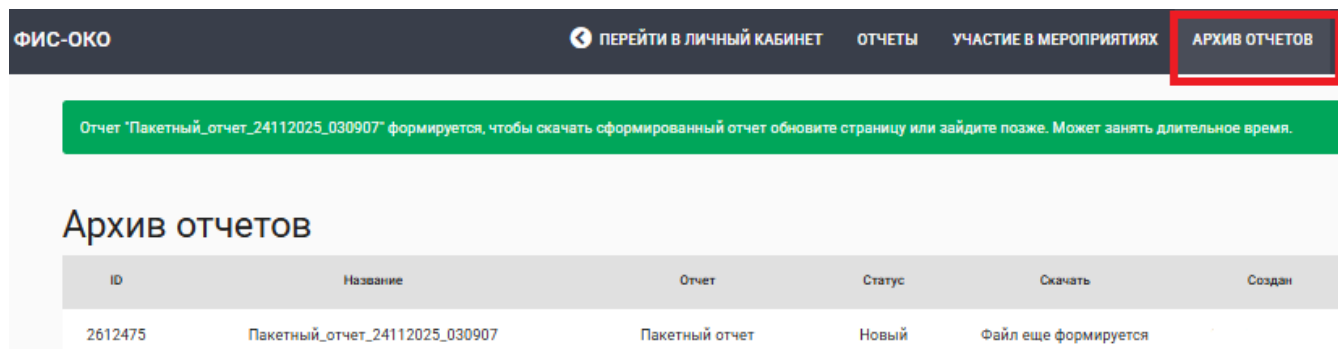 ФИС-ОКО ПЕРЕЙТИ В ЛИЧНЫЙ КАБИНЕТ ОТЧЕТЫ УЧАСТИЕ В МЕРОПРИЯТИЯХ АРХИВ ОТЧЕТОВ
Отчет "Пакетный_отчет_24112025_030907" формируется, чтобы скачать сформированный отчет обновите страницу или зайдите позже. Может занять длительное время.
Архив отчетов
ID Название Отчет Статус Скачать Создан
2612475 Пакетный_отчет_24112025_030907 Пакетный отчет Новый Файл еще формируется